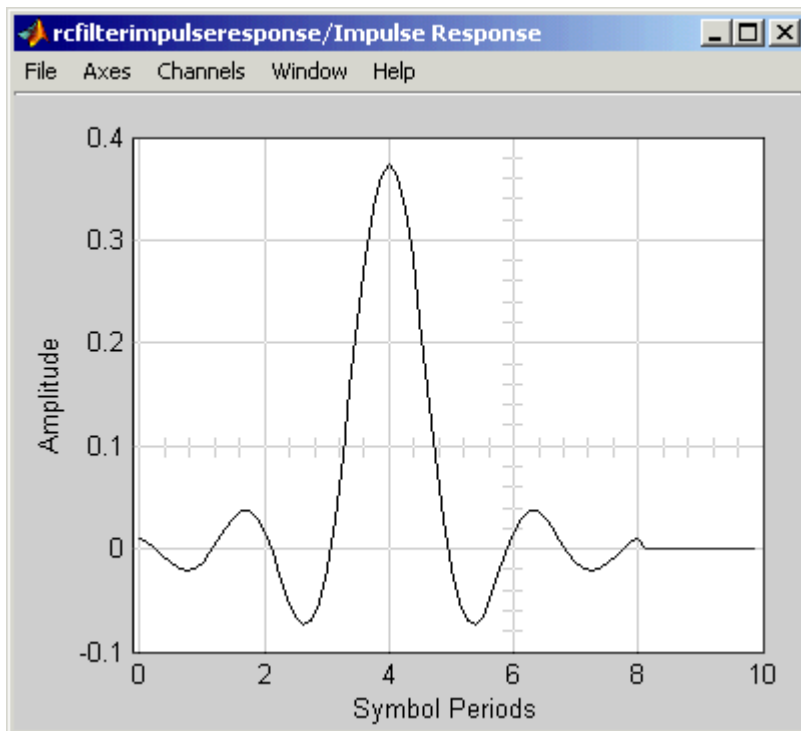 rcfilterimpulseresponse/Impulse Response
File Axes Channels Window Help
0.4
0.3
0.2
0.1
0
-0.1
Amplitude
0 2 4 6 8 10
Symbol Periods